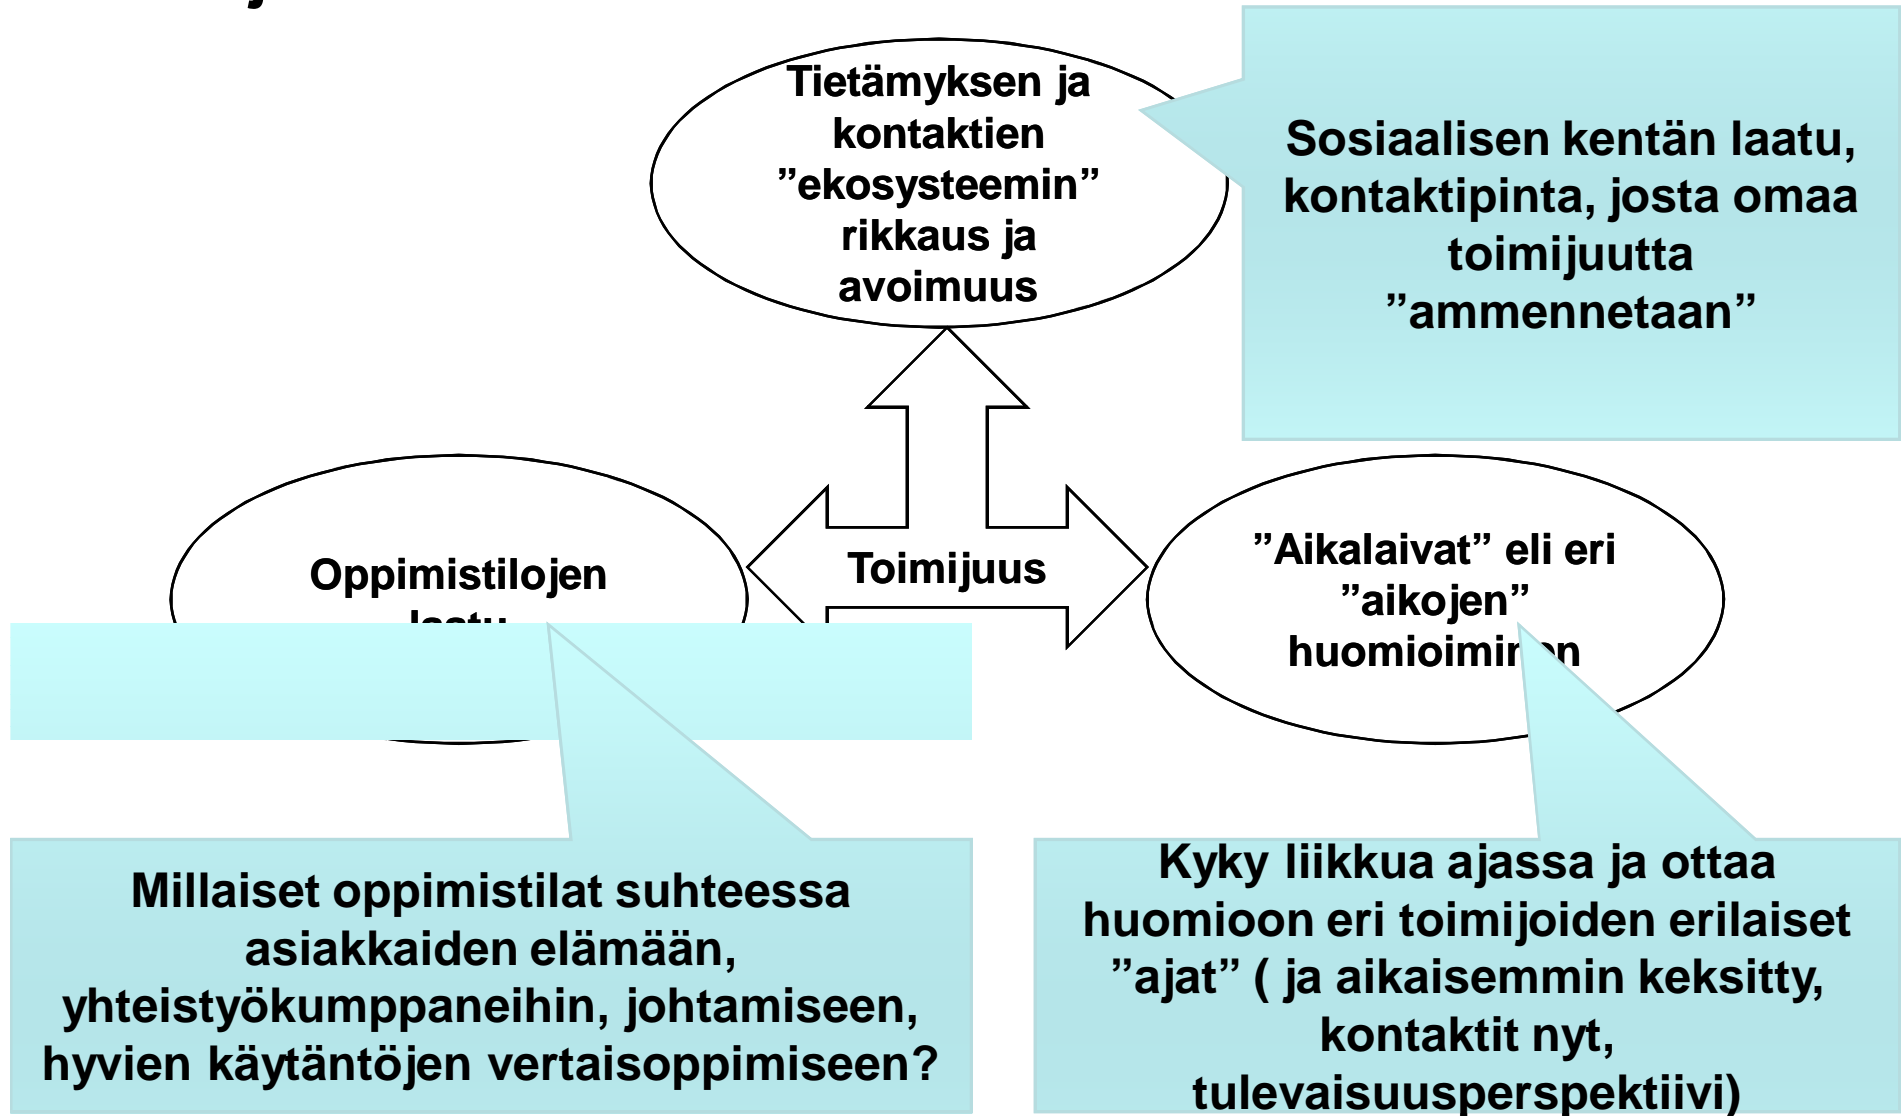 Tietämyksen ja
kontaktien
”ekosysteemin”
rikkaus ja
avoimuus
Sosiaalisen kentän laatu,
kontaktipinta, josta omaa
toimijuutta
”ammennetaan”
Oppimistilojen
laatu
Toimijuus
”Aikalaivat” eli eri
”aikojen”
huomioiminen
Millaiset oppimistilat suhteessa
asiakkaiden elämään,
yhteistyökumppaneihin, johtamiseen,
hyvien käytäntöjen vertaisoppimiseen?
Kyky liikkua ajassa ja ottaa
huomioon eri toimijoiden erilaiset
”ajat” ( ja aikaisemmin keksitty,
kontaktit nyt,
tulevaisuusperspektiivi)